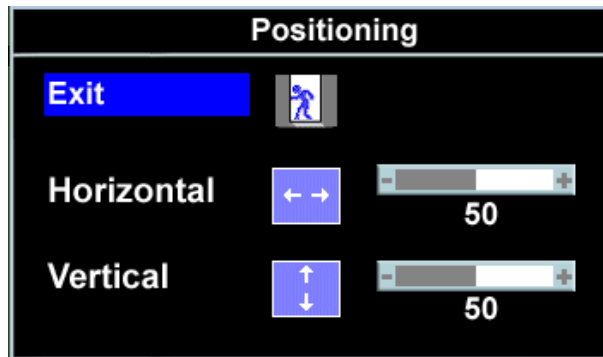 Positioning
Exit
Horizontal
- +
50
Vertical
- +
50